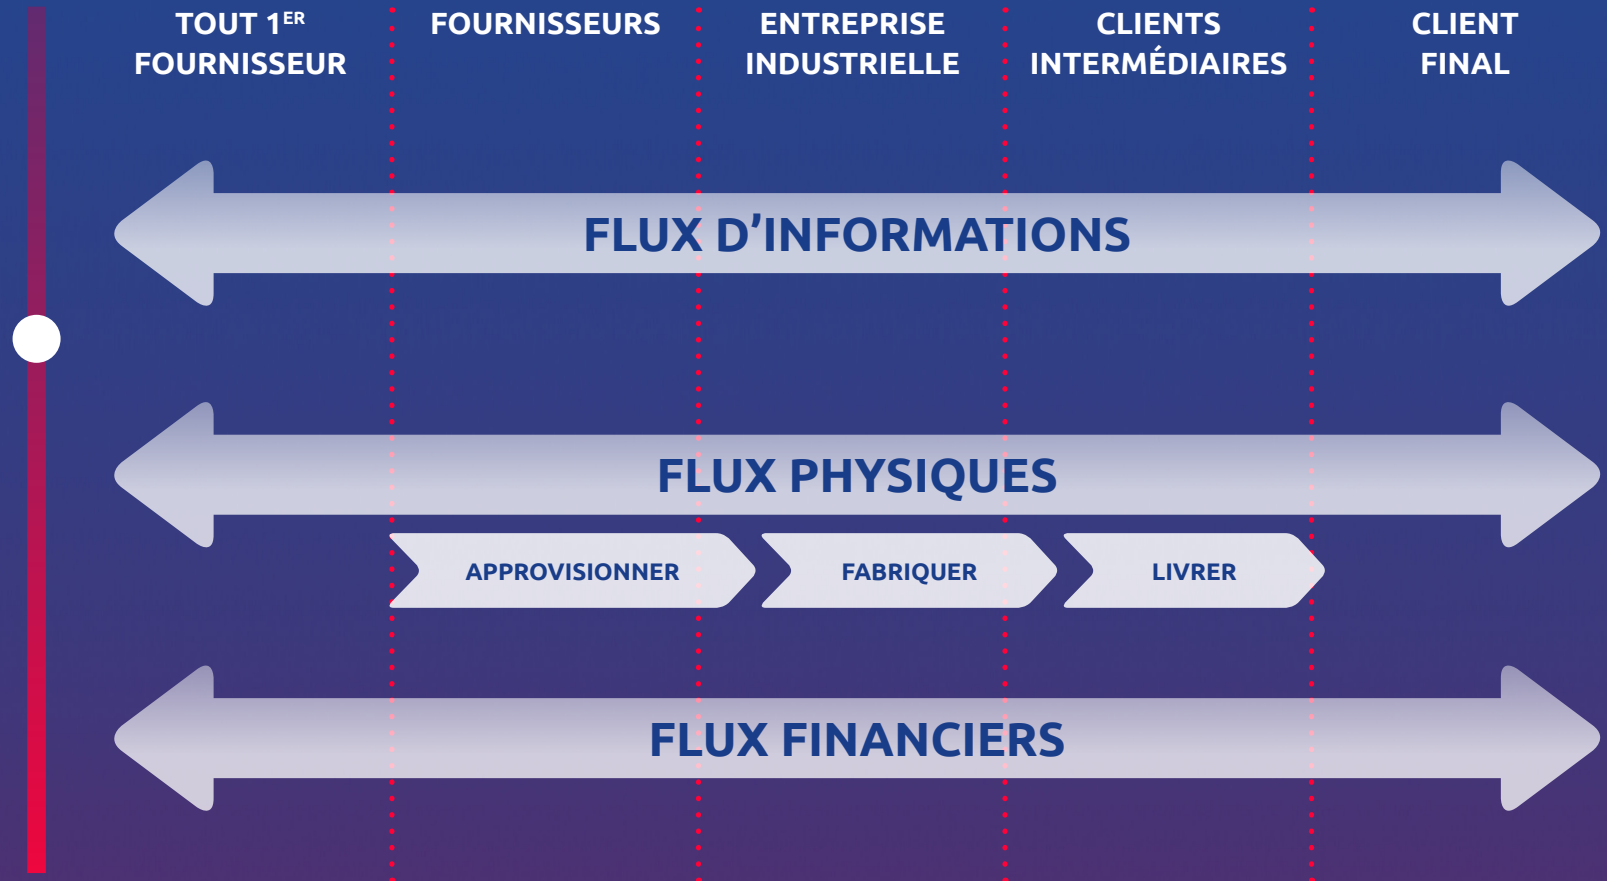 TOUT 1ER
FOURNISSEUR
FOURNISSEURS
ENTREPRISE
INDUSTRIELLE
CLIENTS
INTERMÉDIAIRES
CLIENT
FINAL
FLUX D’INFORMATIONS
FLUX PHYSIQUES
APPROVISIONNER
FABRIQUER
LIVRER
FLUX FINANCIERS